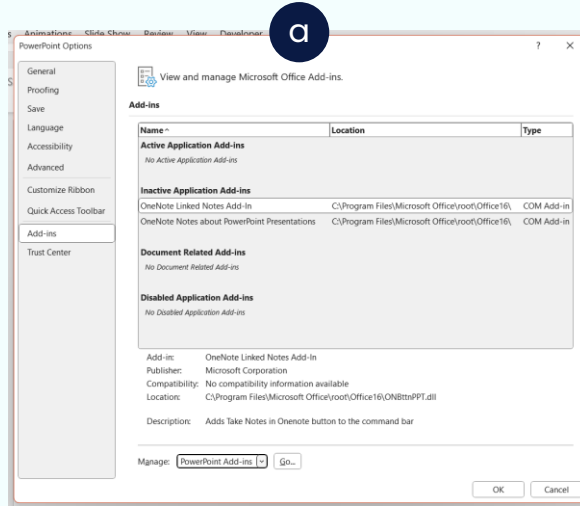 a
Animations Slide Show Review View Developer
PowerPoint Options
? ×
General
Proofing
Save
Language
Accessibility
Advanced
Customize Ribbon
Quick Access Toolbar
Add-ins
Trust Center
View and manage Microsoft Office Add-ins.
Add-ins
Name Location Type
Active Application Add-ins
No Active Application Add-ins
Inactive Application Add-ins
OneNote Linked Notes Add-In C:\Program Files\Microsoft Office\root\Office16\ COM Add-in
OneNote Notes about PowerPoint Presentations C:\Program Files\Microsoft Office\root\Office16\ COM Add-in
Document Related Add-ins
No Document Related Add-ins
Disabled Application Add-ins
No Disabled Application Add-ins
Add-in: OneNote Linked Notes Add-In
Publisher: Microsoft Corporation
Compatibility: No compatibility information available
Location: C:\Program Files\Microsoft Office\root\Office16\ONBttnPPT.dll
Description: Adds Take Notes in Onenote button to the command bar
Manage: PowerPoint Add-ins Go...
OK Cancel